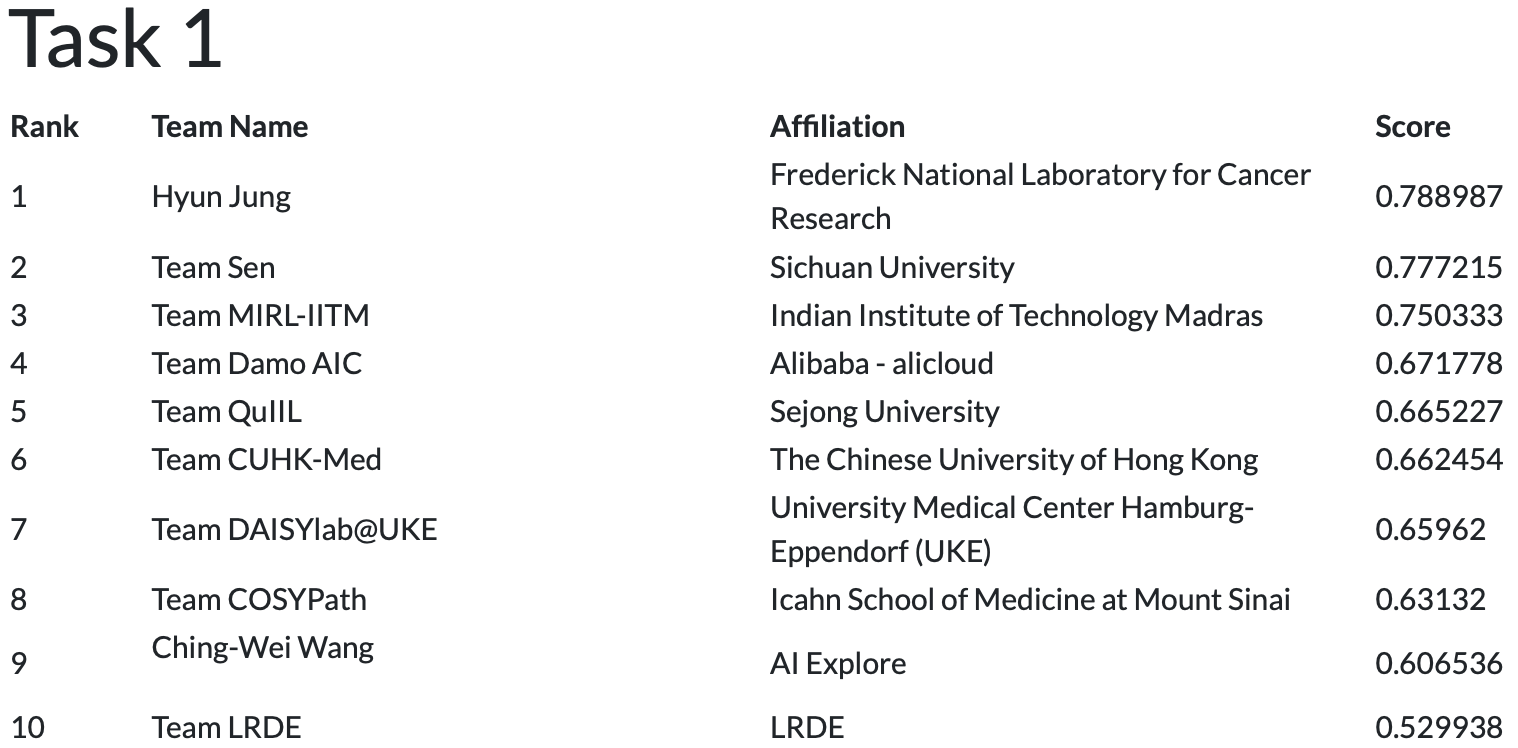 Task 1
Rank Team Name Affiliation Score
1 Hyun Jung Frederick National Laboratory for Cancer
Research 0.788987
2 Team Sen Sichuan University 0.777215
3 Team MIRL-IITM Indian Institute of Technology Madras 0.750333
4 Team Damo AIC Alibaba - alicloud 0.671778
5 Team QuIIL Sejong University 0.665227
6 Team CUHK-Med The Chinese University of Hong Kong 0.662454
7 Team DAISYlab@UKE University Medical Center Hamburg-
Eppendorf (UKE) 0.65962
8 Team COSYPath Icahn School of Medicine at Mount Sinai 0.63132
9 Ching-Wei Wang AI Explore 0.606536
10 Team LRDE LRDE 0.529938